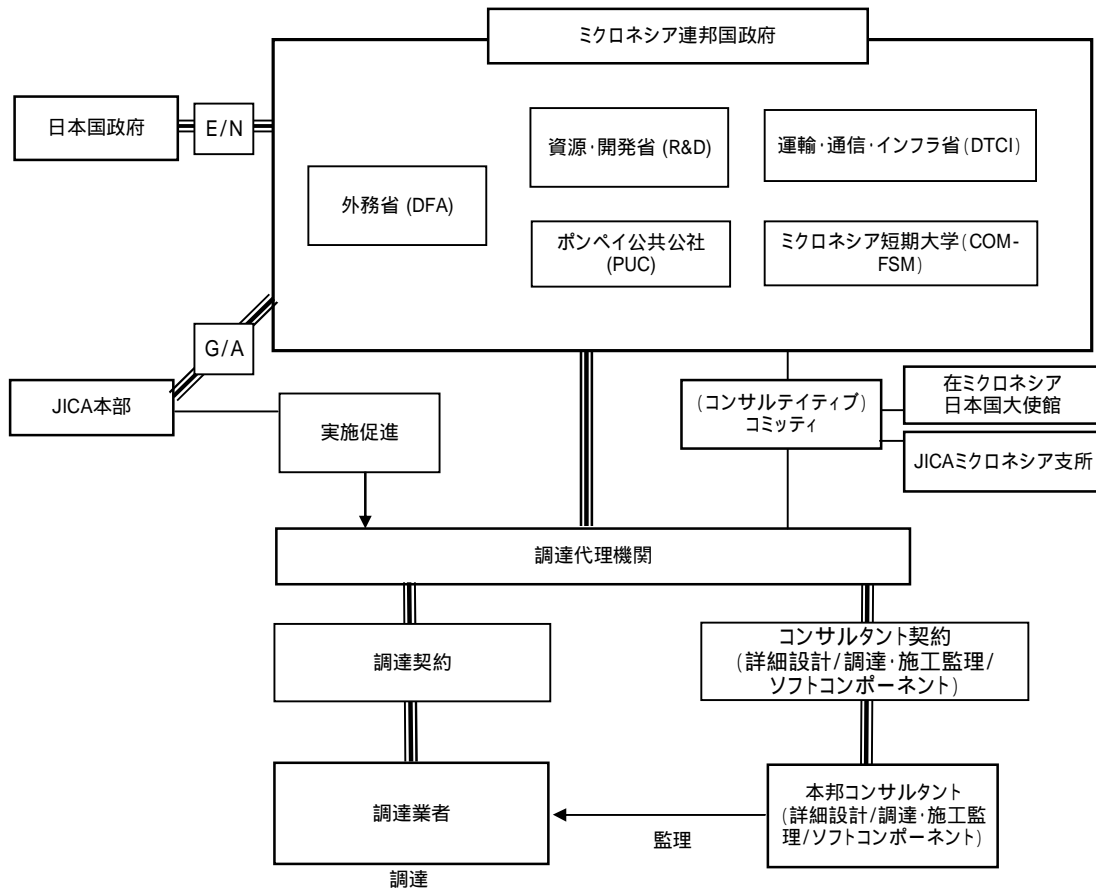 ミクロネシア連邦国政府
日本国政府
E/N
資源・開発省 (R&D)
運輸・通信・インフラ省(DTCI)
外務省 (DFA)
ポンペイ公共公社
(PUC)
ミクロネシア短期大学(COM-
FSM)
G/A
JICA本部
実施促進
(コンサルテイティブ)
コミッティ
在ミクロネシア
日本国大使館
JICAミクロネシア支所
調達代理機関
調達契約
コンサルタント契約
(詳細設計/調達・施工監理/
ソフトコンポーネント)
調達業者
本邦コンサルタント
(詳細設計/調達・施工監
理/ソフトコンポーネント)
監理
調達